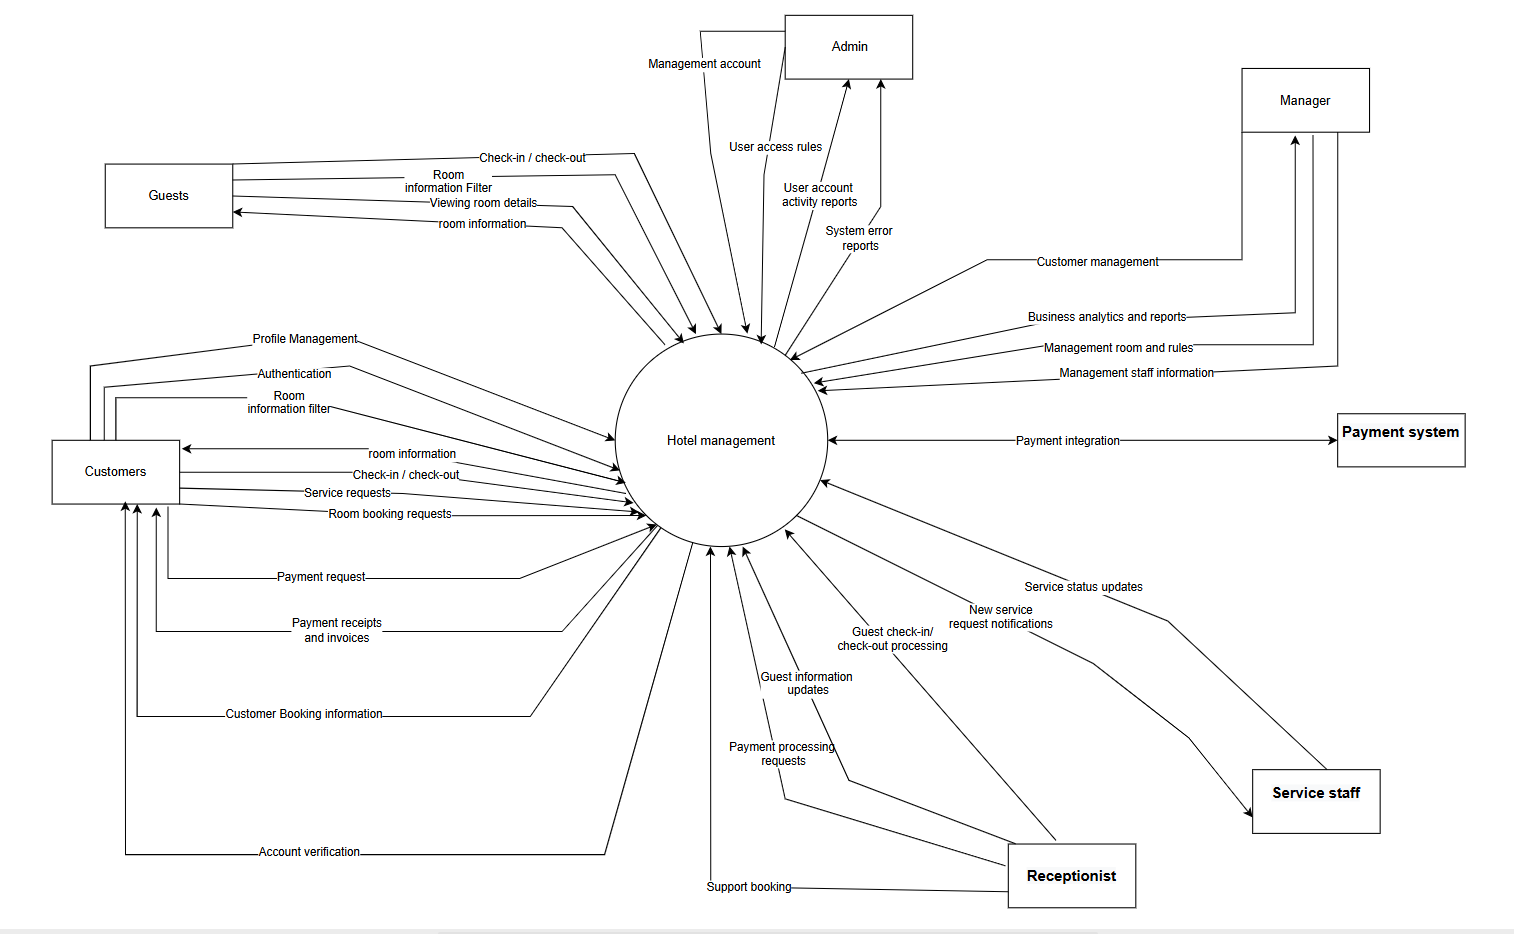 Admin
Management account
Manager
User access rules
Check-in / check-out
Room
information Filter
Guests
Viewing room details
room information
User account
activity reports
System error
reports
Customer management
Business analytics and reports
Management room and rules
Management staff information
Profile Management
Authentication
Room
information filter
Hotel management
Payment integration
Payment system
room information
Customers
Check-in / check-out
Service requests
Room booking requests
Payment request
Payment receipts
and invoices
Customer Booking information
Account verification
Service status updates
New service
request notifications
Guest check-in/
check-out processing
Guest information
updates
Payment processing
requests
Service staff
Receptionist
Support booking